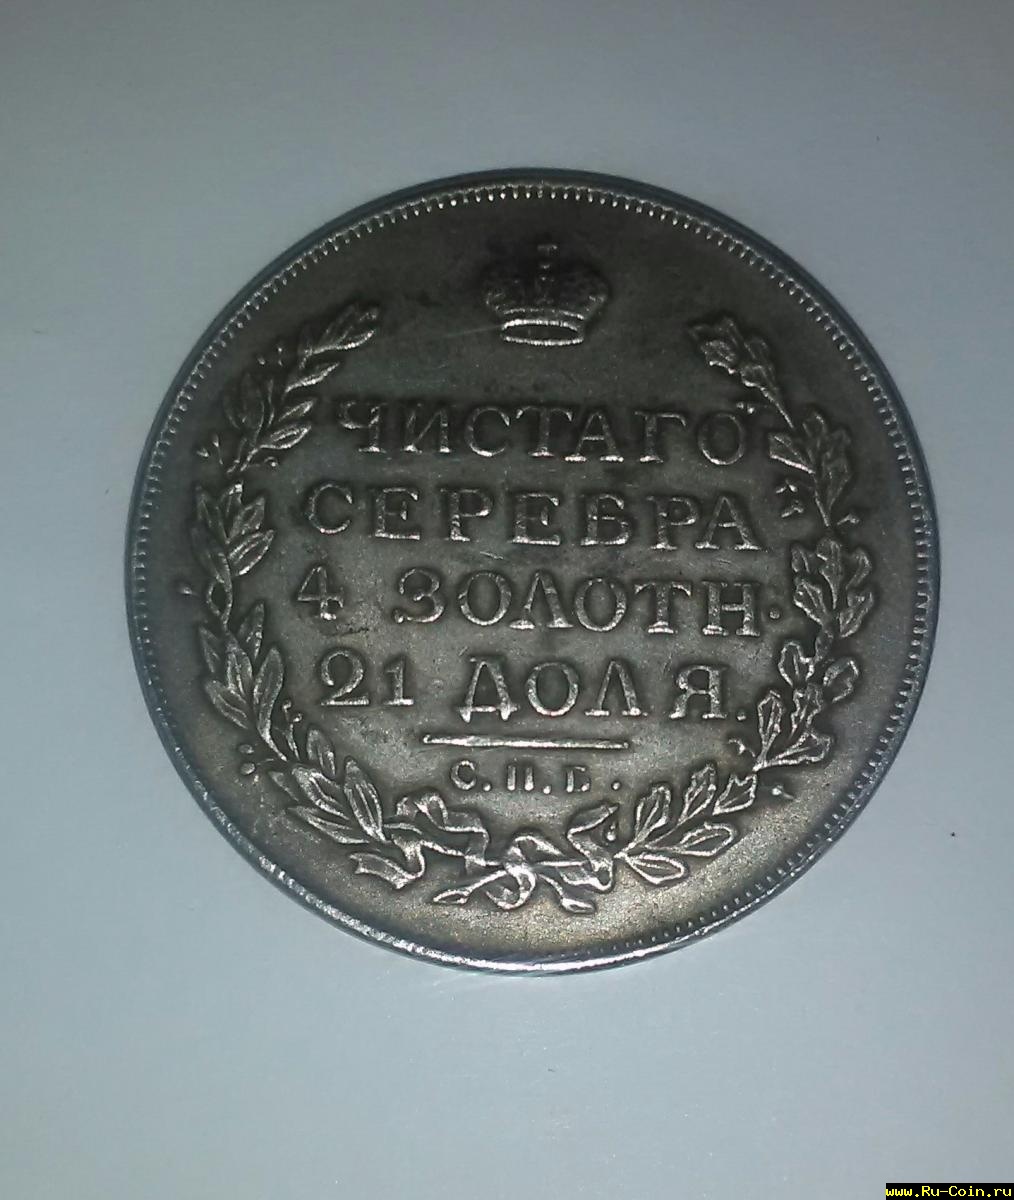 ЧИСТАГО
СЕРЕБРА
4 ЗОЛОТН.
21 ДОЛЯ.
С.П.Б.
www.Ru-Coin.ru